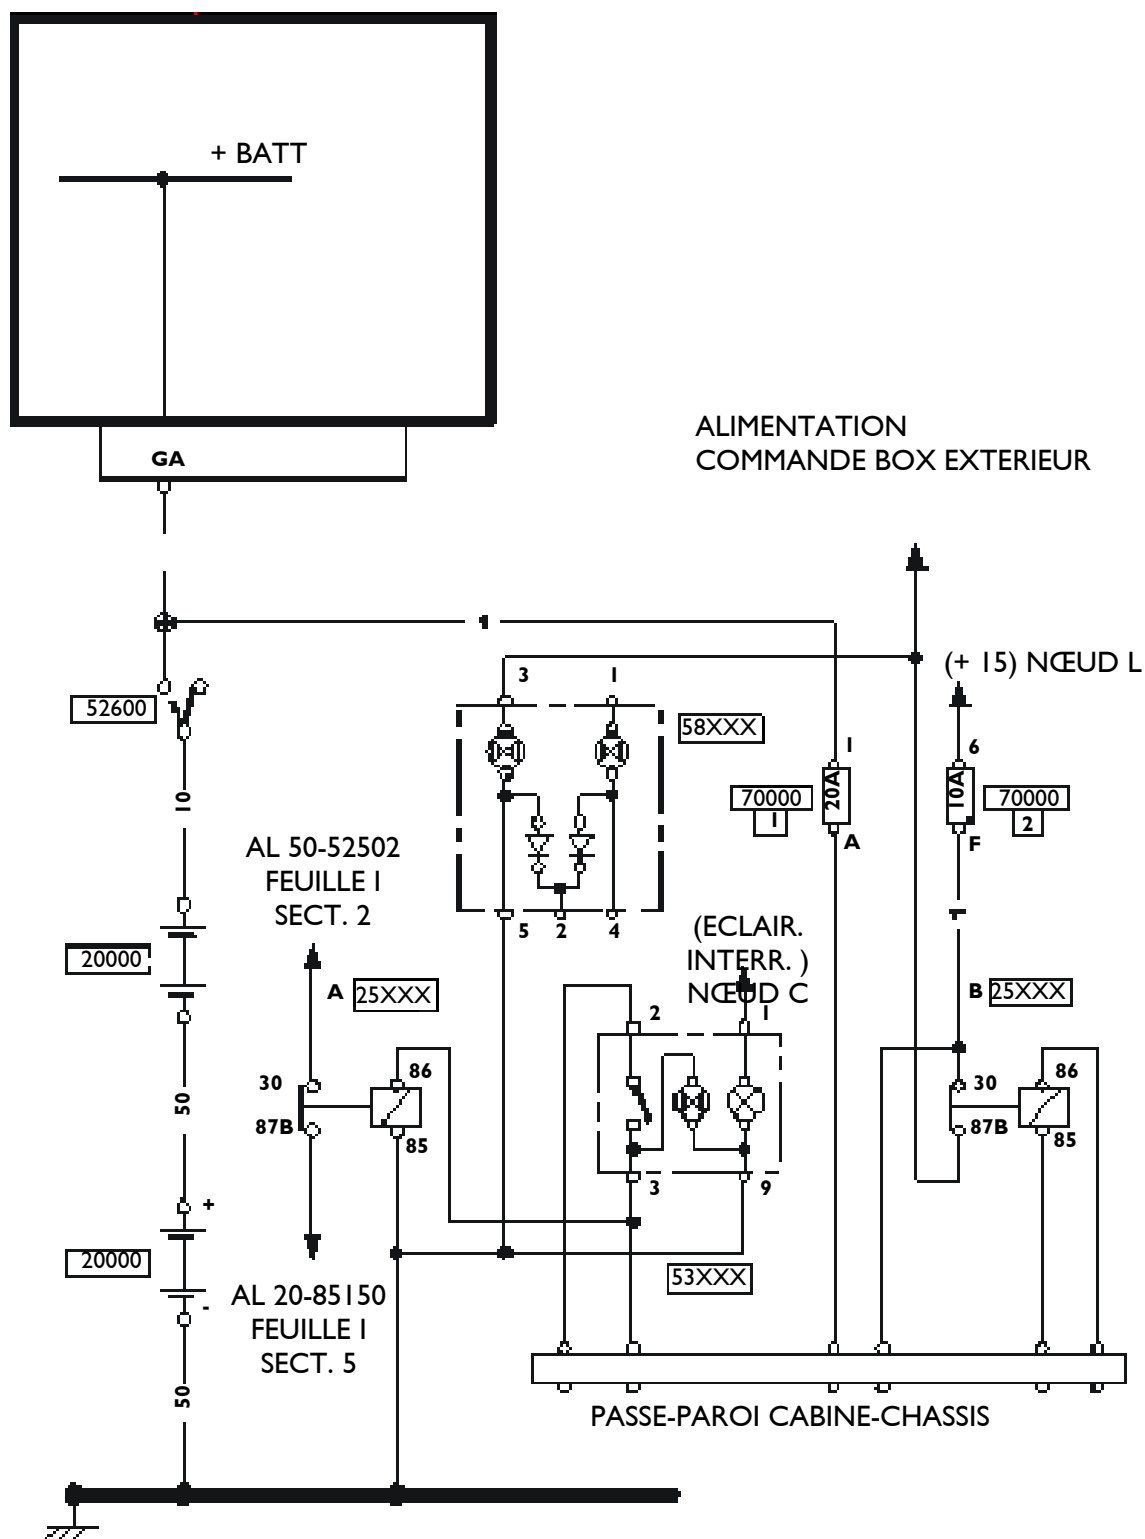 + BATT
GA
ALIMENTATION
COMMANDE BOX EXTERIEUR
1
(+ 15) NŒUD L
3
1
52600
58XXX
1
6
70000
1
20A
10A
70000
2
10
A
F
AL 50-52502
FEUILLE 1
SECT. 2
5
2
4
1
(ECLAIR.
INTERR. )
NŒUD C
20000
A
25XXX
B
25XXX
2
1
30
86
30
86
50
87B
85
87B
85
3
9
+
20000
53XXX
-
AL 20-85150
FEUILLE 1
SECT. 5
50
PASSE-PAROI CABINE-CHASSIS